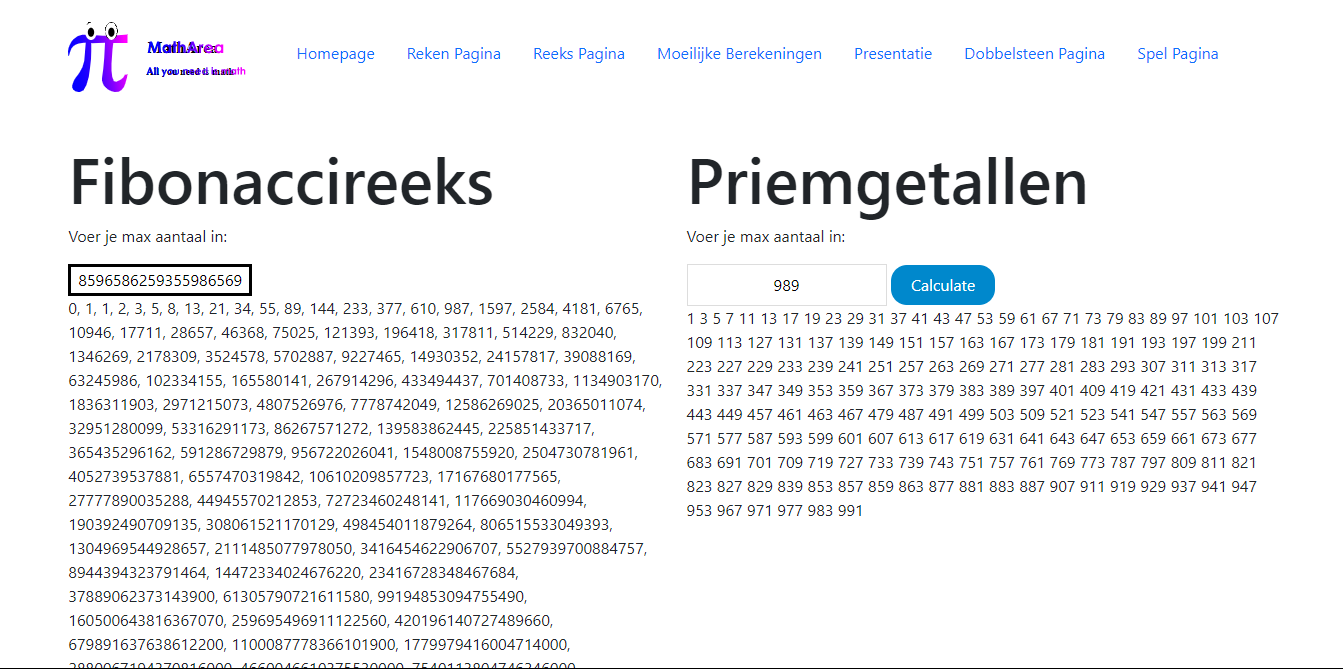 MathArea
All you need is math
Homepage Reken Pagina Reeks Pagina Moeilijke Berekeningen Presentatie Dobbelsteen Pagina Spel Pagina
Fibonaccireeks
Voer je max aantaal in:
8596586259355986569
0, 1, 1, 2, 3, 5, 8, 13, 21, 34, 55, 89, 144, 233, 377, 610, 987, 1597, 2584, 4181, 6765,
10946, 17711, 28657, 46368, 75025, 121393, 196418, 317811, 514229, 832040,
1346269, 2178309, 3524578, 5702887, 9227465, 14930352, 24157817, 39088169,
63245986, 102334155, 165580141, 267914296, 433494437, 701408733, 1134903170,
1836311903, 2971215073, 4807526976, 7778742049, 12586269025, 20365011074,
32951280099, 53316291173, 86267571272, 139583862445, 225851433717,
365435296162, 591286729879, 956722026041, 1548008755920, 2504730781961,
4052739537881, 6557470319842, 10610209857723, 17167680177565,
27777890035288, 44945570212853, 72723460248141, 117669030460994,
190392490709135, 308061521170129, 498454011879264, 806515533049393,
1304969544928657, 2111485077978050, 3416454622906707, 5527939700884757,
8944394323791464, 14472334024676220, 23416728348467684,
37889062373143900, 61305790721611580, 99194853094755490,
160500643816367070, 259695496911122560, 420196140727489660,
679891637638612200, 1100087778366101900, 1779979416004714000,
2880067194370816000, 4660046610375530000, 7540113804746346000
Priemgetallen
Voer je max aantaal in:
989 Calculate
1 3 5 7 11 13 17 19 23 29 31 37 41 43 47 53 59 61 67 71 73 79 83 89 97 101 103 107
109 113 127 131 137 139 149 151 157 163 167 173 179 181 191 193 197 199 211
223 227 229 233 239 241 251 257 263 269 271 277 281 283 293 307 311 313 317
331 337 347 349 353 359 367 373 379 383 389 397 401 409 419 421 431 433 439
443 449 457 461 463 467 479 487 491 499 503 509 521 523 541 547 557 563 569
571 577 587 593 599 601 607 613 617 619 631 641 643 647 653 659 661 673 677
683 691 701 709 719 727 733 739 743 751 757 761 769 773 787 797 809 811 821
823 827 829 839 853 857 859 863 877 881 883 887 907 911 919 929 937 941 947
953 967 971 977 983 991